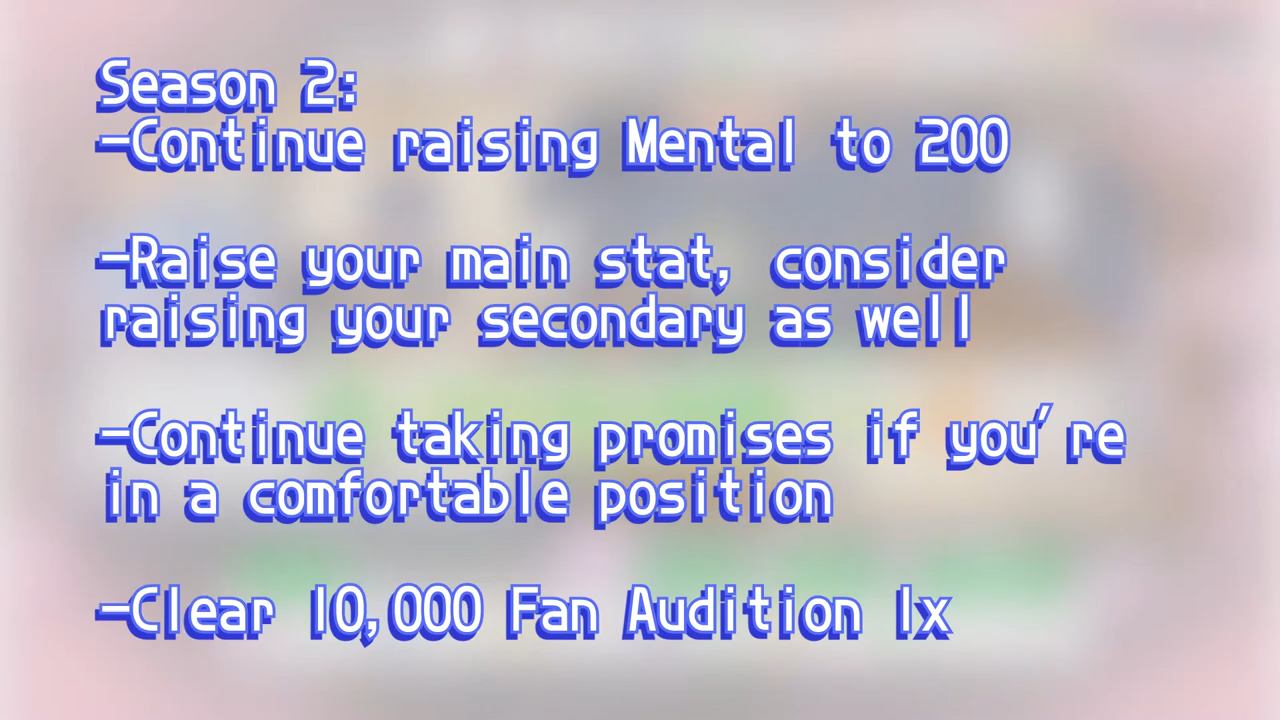 Season 2:
-Continue raising Mental to 200
-Raise your main stat, consider
raising your secondary as well
-Continue taking promises if you're
in a comfortable position
-Clear 10,000 Fan Audition 1x